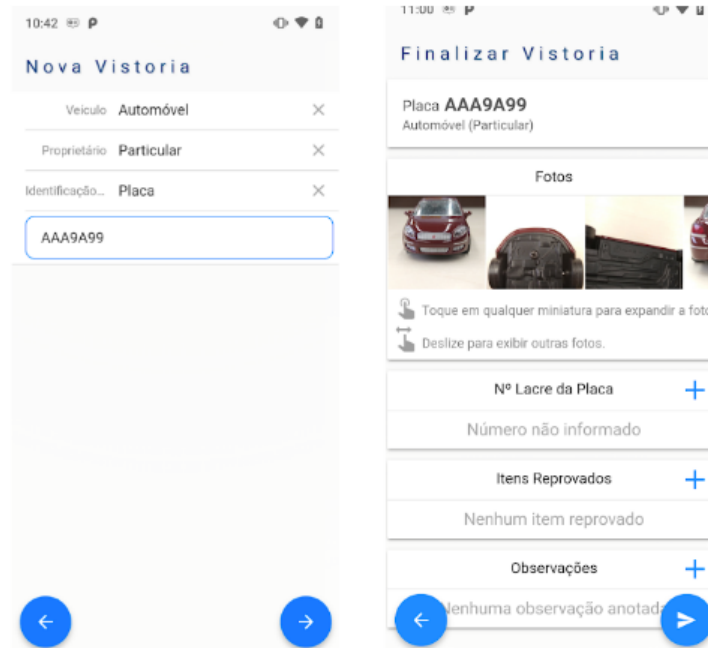 10:42 P
Nova Vistoria
Veiculo Automóvel
Proprietário Particular
Identificação... Placa
AAA9A99
11:00 P
Finalizar Vistoria
Placa AAA9A99
Automóvel (Particular)
Fotos
Toque em qualquer miniatura para expandir a foto
Deslize para exibir outras fotos.
Nº Lacre da Placa
Número não informado
Itens Reprovados
Nenhum item reprovado
Observações
Nenhuma observação anotada